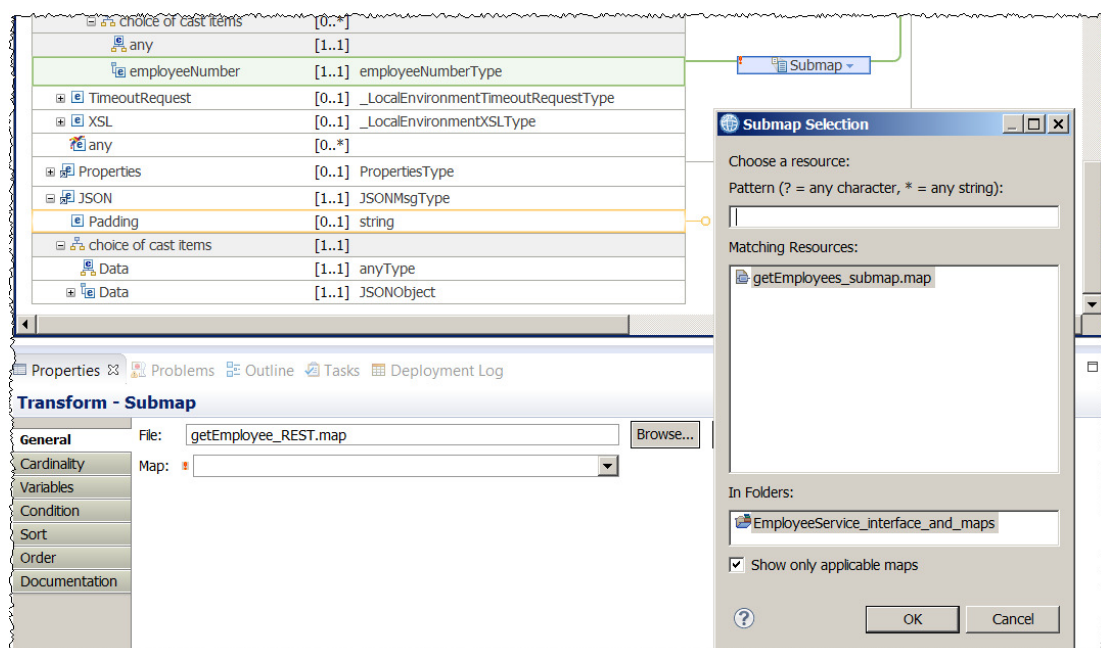 choice of cast items [0..*]
any [1..1]
employeeNumber [1..1] employeeNumberType
Submap
TimeoutRequest [0..1] _LocalEnvironmentTimeoutRequestType
XSL [0..1] _LocalEnvironmentXSLType
any [0..*]
Properties [0..1] PropertiesType
JSON [1..1] JSONMsgType
Padding [0..1] string
choice of cast items [1..1]
Data [1..1] anyType
Data [1..1] JSONObject
Properties Problems Outline Tasks Deployment Log
Transform - Submap
General
Cardinality
Variables
Condition
Sort
Order
Documentation
File: getEmployee_REST.map Browse...
Map:
Submap Selection
Choose a resource:
Pattern (? = any character, * = any string):
Matching Resources:
getEmployees_submap.map
In Folders:
EmployeeService_interface_and_maps
Show only applicable maps
? OK Cancel